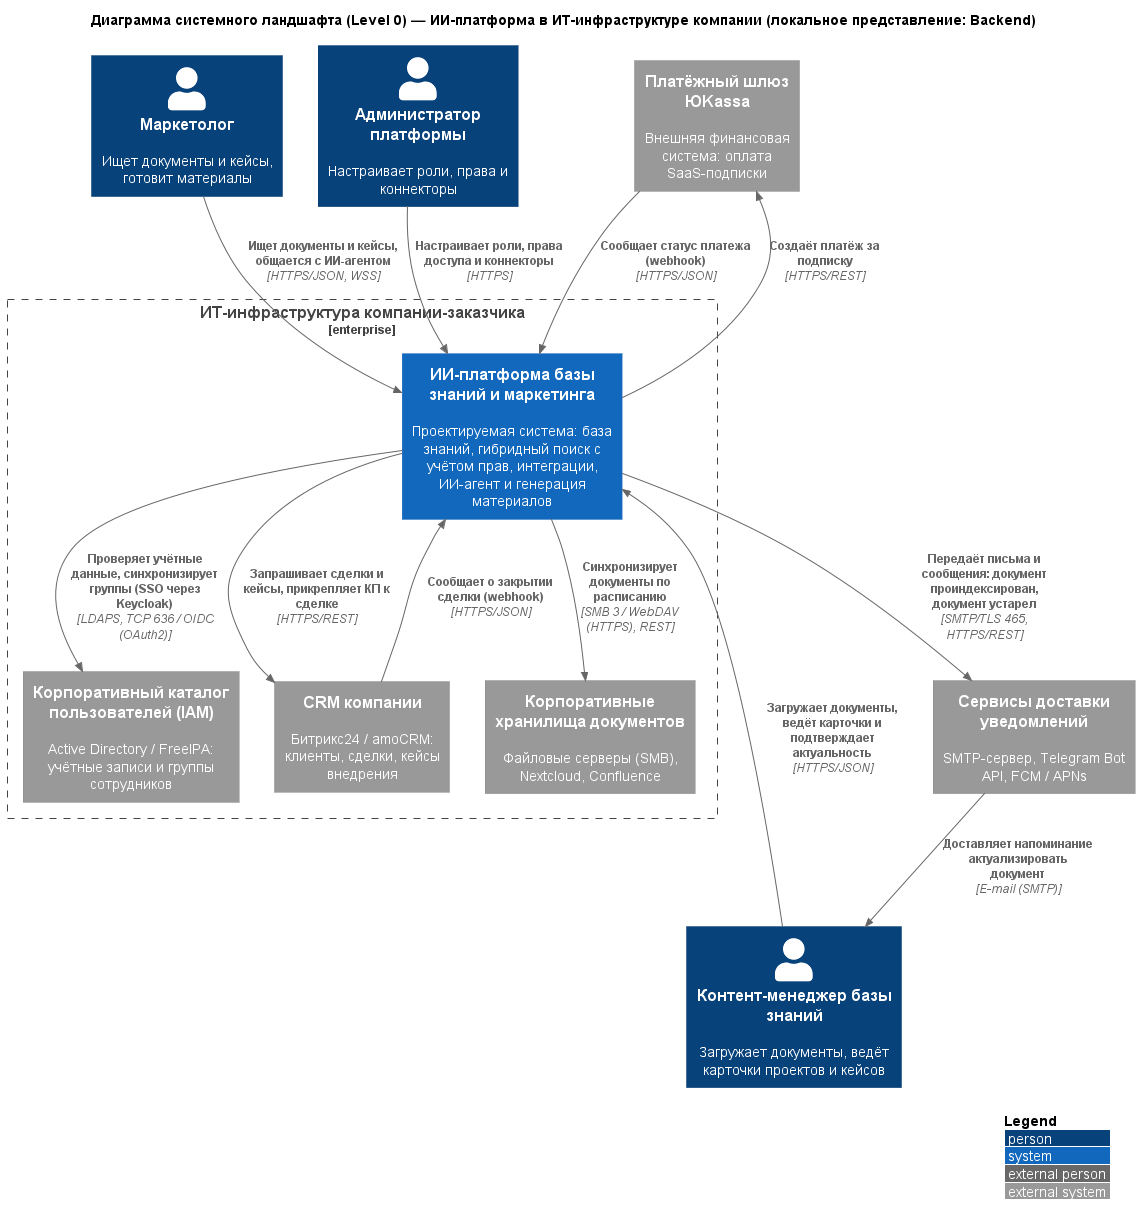 Диаграмма системного ландшафта (Level 0) — ИИ-платформа в ИТ-инфраструктуре компании (локальное представление: Backend)
Маркетолог
Ищет документы и кейсы,
готовит материалы
Администратор
платформы
Настраивает роли, права и
коннекторы
Платёжный шлюз
ЮKassa
Внешняя финансовая
система: оплата
SaaS-подписки
Ищет документы и кейсы,
общается с ИИ-агентом
[HTTPS/JSON, WSS]
Настраивает роли, права
доступа и коннекторы
[HTTPS]
Сообщает статус платежа
(webhook)
[HTTPS/JSON]
Создаёт платёж за
подписку
[HTTPS/REST]
ИТ-инфраструктура компании-заказчика
[enterprise]
ИИ-платформа базы
знаний и маркетинга
Проектируемая система: база
знаний, гибридный поиск с
учётом прав, интеграции,
ИИ-агент и генерация
материалов
Проверяет учётные
данные, синхронизирует
группы (SSO через
Keycloak)
[LDAPS, TCP 636 / OIDC
(OAuth2)]
Запрашивает сделки и
кейсы, прикрепляет КП к
сделке
[HTTPS/REST]
Сообщает о закрытии
сделки (webhook)
[HTTPS/JSON]
Синхронизирует
документы по
расписанию
[SMB 3 / WebDAV
(HTTPS), REST]
Передаёт письма и
сообщения: документ
проиндексирован,
документ устарел
[SMTP/TLS 465,
HTTPS/REST]
Корпоративный каталог
пользователей (IAM)
Active Directory / FreeIPA:
учётные записи и группы
сотрудников
CRM компании
Битрикс24 / amoCRM:
клиенты, сделки, кейсы
внедрения
Корпоративные
хранилища документов
Файловые серверы (SMB),
Nextcloud, Confluence
Загружает документы,
ведёт карточки и
подтверждает
актуальность
[HTTPS/JSON]
Сервисы доставки
уведомлений
SMTP-сервер, Telegram Bot
API, FCM / APNs
Доставляет напоминание
актуализировать
документ
[E-mail (SMTP)]
Контент-менеджер базы
знаний
Загружает документы, ведёт
карточки проектов и кейсов
Legend
person
system
external person
external system